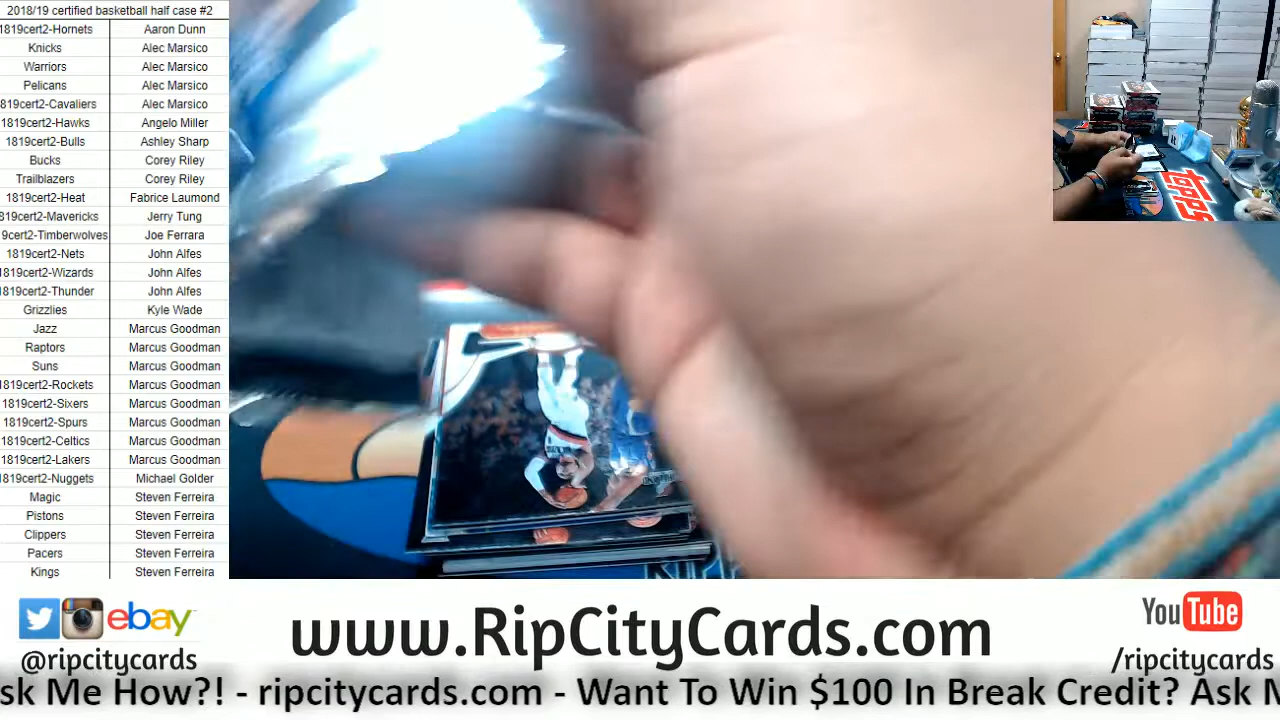 2018/19 certified basketball half case #2
1819cert2-Hornets Aaron Dunn
Knicks Alec Marsico
Warriors Alec Marsico
Pelicans Alec Marsico
819cert2-Cavaliers Alec Marsico
1819cert2-Hawks Angelo Miller
1819cert2-Bulls Ashley Sharp
Bucks Corey Riley
Trailblazers Corey Riley
1819cert2-Heat Fabrice Laumond
819cert2-Mavericks Jerry Tung
9cert2-Timberwolves Joe Ferrara
1819cert2-Nets John Alfes
1819cert2-Wizards John Alfes
1819cert2-Thunder John Alfes
Grizzlies Kyle Wade
Jazz Marcus Goodman
Raptors Marcus Goodman
Suns Marcus Goodman
1819cert2-Rockets Marcus Goodman
1819cert2-Sixers Marcus Goodman
1819cert2-Spurs Marcus Goodman
1819cert2-Celtics Marcus Goodman
1819cert2-Lakers Marcus Goodman
1819cert2-Nuggets Michael Golder
Magic Steven Ferreira
Pistons Steven Ferreira
Clippers Steven Ferreira
Pacers Steven Ferreira
Kings Steven Ferreira
topps
ebay
@ripcitycards
www.RipCityCards.com
YouTube
/ripcitycards
sk Me How?! - ripcitycards.com - Want To Win $100 In Break Credit? Ask M